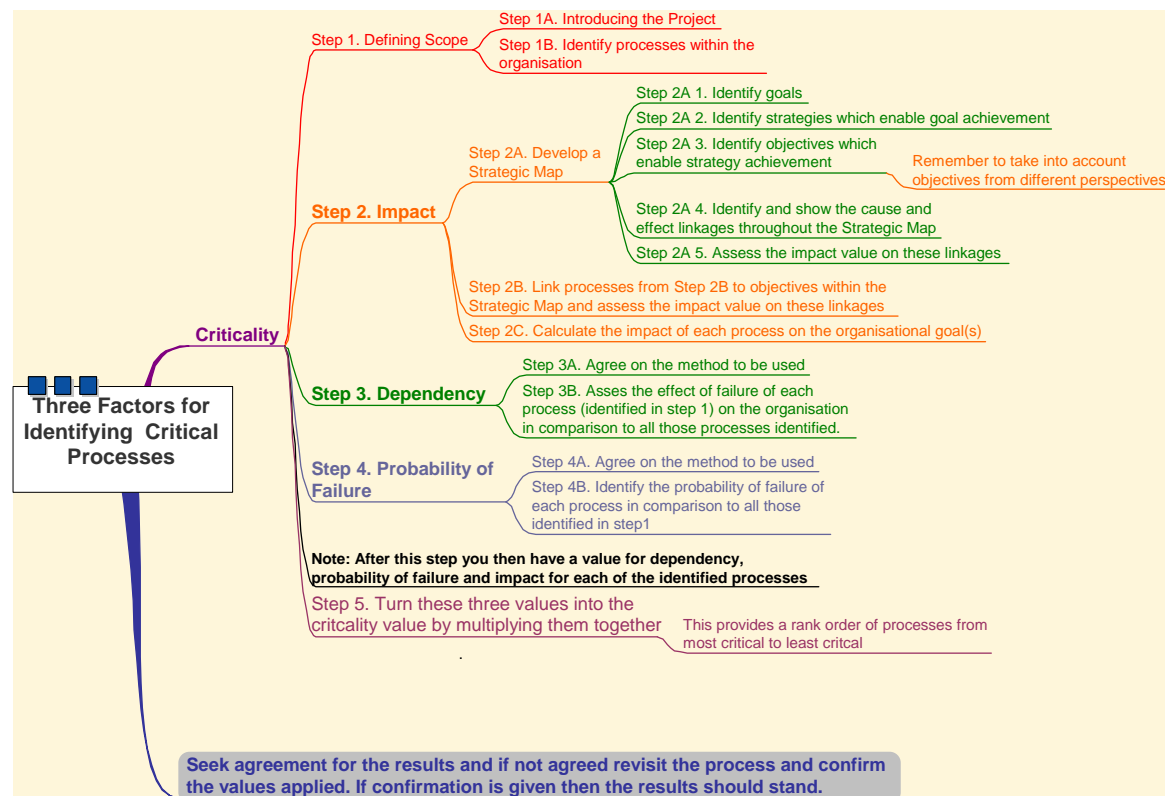 Three Factors for
Identifying Critical
Processes
Criticality
Step 1. Defining Scope
Step 1A. Introducing the Project
Step 1B. Identify processes within the
organisation
Step 2. Impact
Step 2A. Develop a
Strategic Map
Step 2A 1. Identify goals
Step 2A 2. Identify strategies which enable goal achievement
Step 2A 3. Identify objectives which
enable strategy achievement
Remember to take into account
objectives from different perspectives
Step 2A 4. Identify and show the cause and
effect linkages throughout the Strategic Map
Step 2A 5. Assess the impact value on these linkages
Step 2B. Link processes from Step 2B to objectives within the
Strategic Map and assess the impact value on these linkages
Step 2C. Calculate the impact of each process on the organisational goal(s)
Step 3. Dependency
Step 3A. Agree on the method to be used
Step 3B. Asses the effect of failure of each
process (identified in step 1) on the organisation
in comparison to all those processes identified.
Step 4. Probability of
Failure
Step 4A. Agree on the method to be used
Step 4B. Identify the probability of failure of
each process in comparison to all those
identified in step1
Note: After this step you then have a value for dependency,
probability of failure and impact for each of the identified processes
Step 5. Turn these three values into the
critcality value by multiplying them together
This provides a rank order of processes from
most critical to least critcal
.
Seek agreement for the results and if not agreed revisit the process and confirm
the values applied. If confirmation is given then the results should stand.